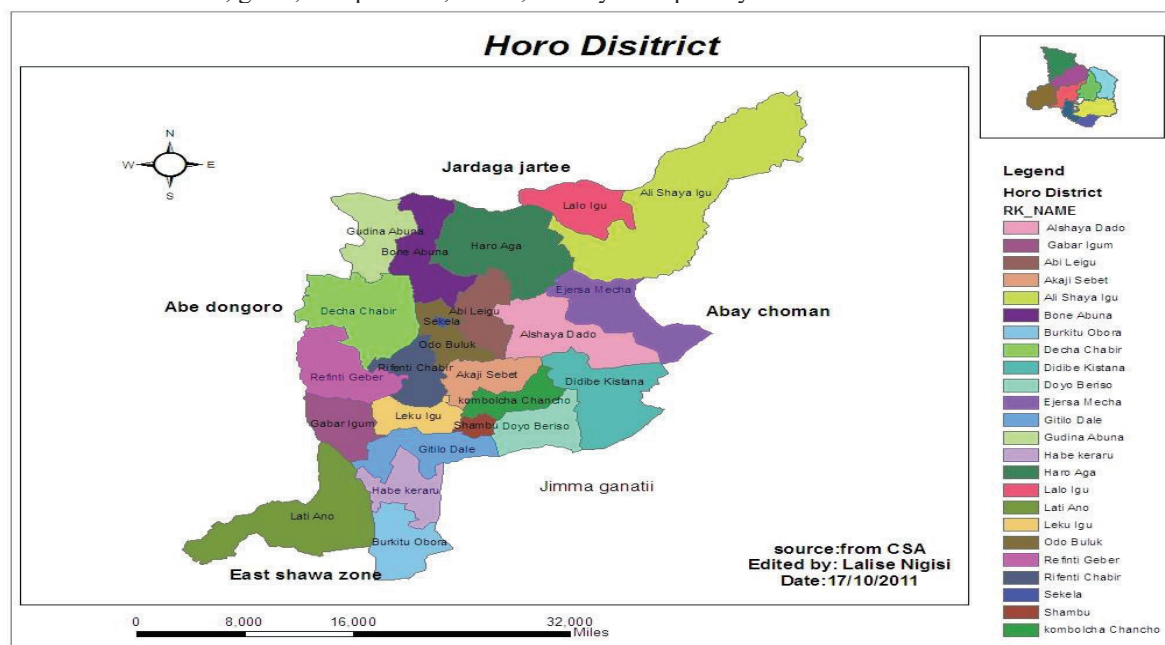 Horo Disitrict
N
W
E
S
Jardaga jartee
Abe dongoro
Abay choman
Jimma ganatii
East shawa zone
Ali Shaya Igu
Lalo Igu
Gudina Abuna
Bone Abuna
Haro Aga
Ejersa Mecha
Decha Chabir
Abi Leigu
Sekela
Alshaya Dado
Odo Buluk
Rifenti Chabir
Refinti Geber
Akaji Sebet
Didibe Kistana
kombolcha Chancho
Leku Igu
Gabar Igum
Shambu
Doyo Beriso
Gitilo Dale
Habe keraru
Lati Ano
Burkitu Obora
source:from CSA
Edited by: Lalise Nigisi
Date:17/10/2011
0 8,000 16,000 32,000
Miles
Legend
Horo District
RK_NAME
Alshaya Dado
Gabar Igum
Abi Leigu
Akaji Sebet
Ali Shaya Igu
Bone Abuna
Burkitu Obora
Decha Chabir
Didibe Kistana
Doyo Beriso
Ejersa Mecha
Gitilo Dale
Gudina Abuna
Habe keraru
Haro Aga
Lalo Igu
Lati Ano
Leku Igu
Odo Buluk
Refinti Geber
Rifenti Chabir
Sekela
Shambu
kombolcha Chancho